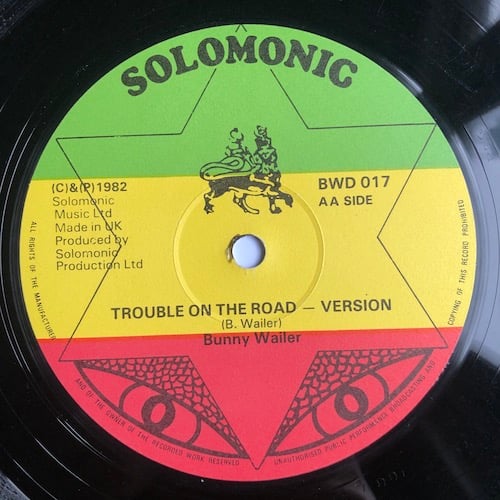 SOLOMONIC
(C)&(P)1982
Solomonic
Music Ltd
Made in UK
Produced by
Solomonic
Production Ltd
BWD 017
AA SIDE
TROUBLE ON THE ROAD — VERSION
(B. Wailer)
Bunny Wailer
ALL RIGHTS OF THE MANUFACTURER
AND OF THE OWNER OF THE RECORDED WORK RESERVED
UNAUTHORISED PUBLIC PERFORMANCE BROADCASTING AND
COPYING OF THIS RECORD PROHIBITED